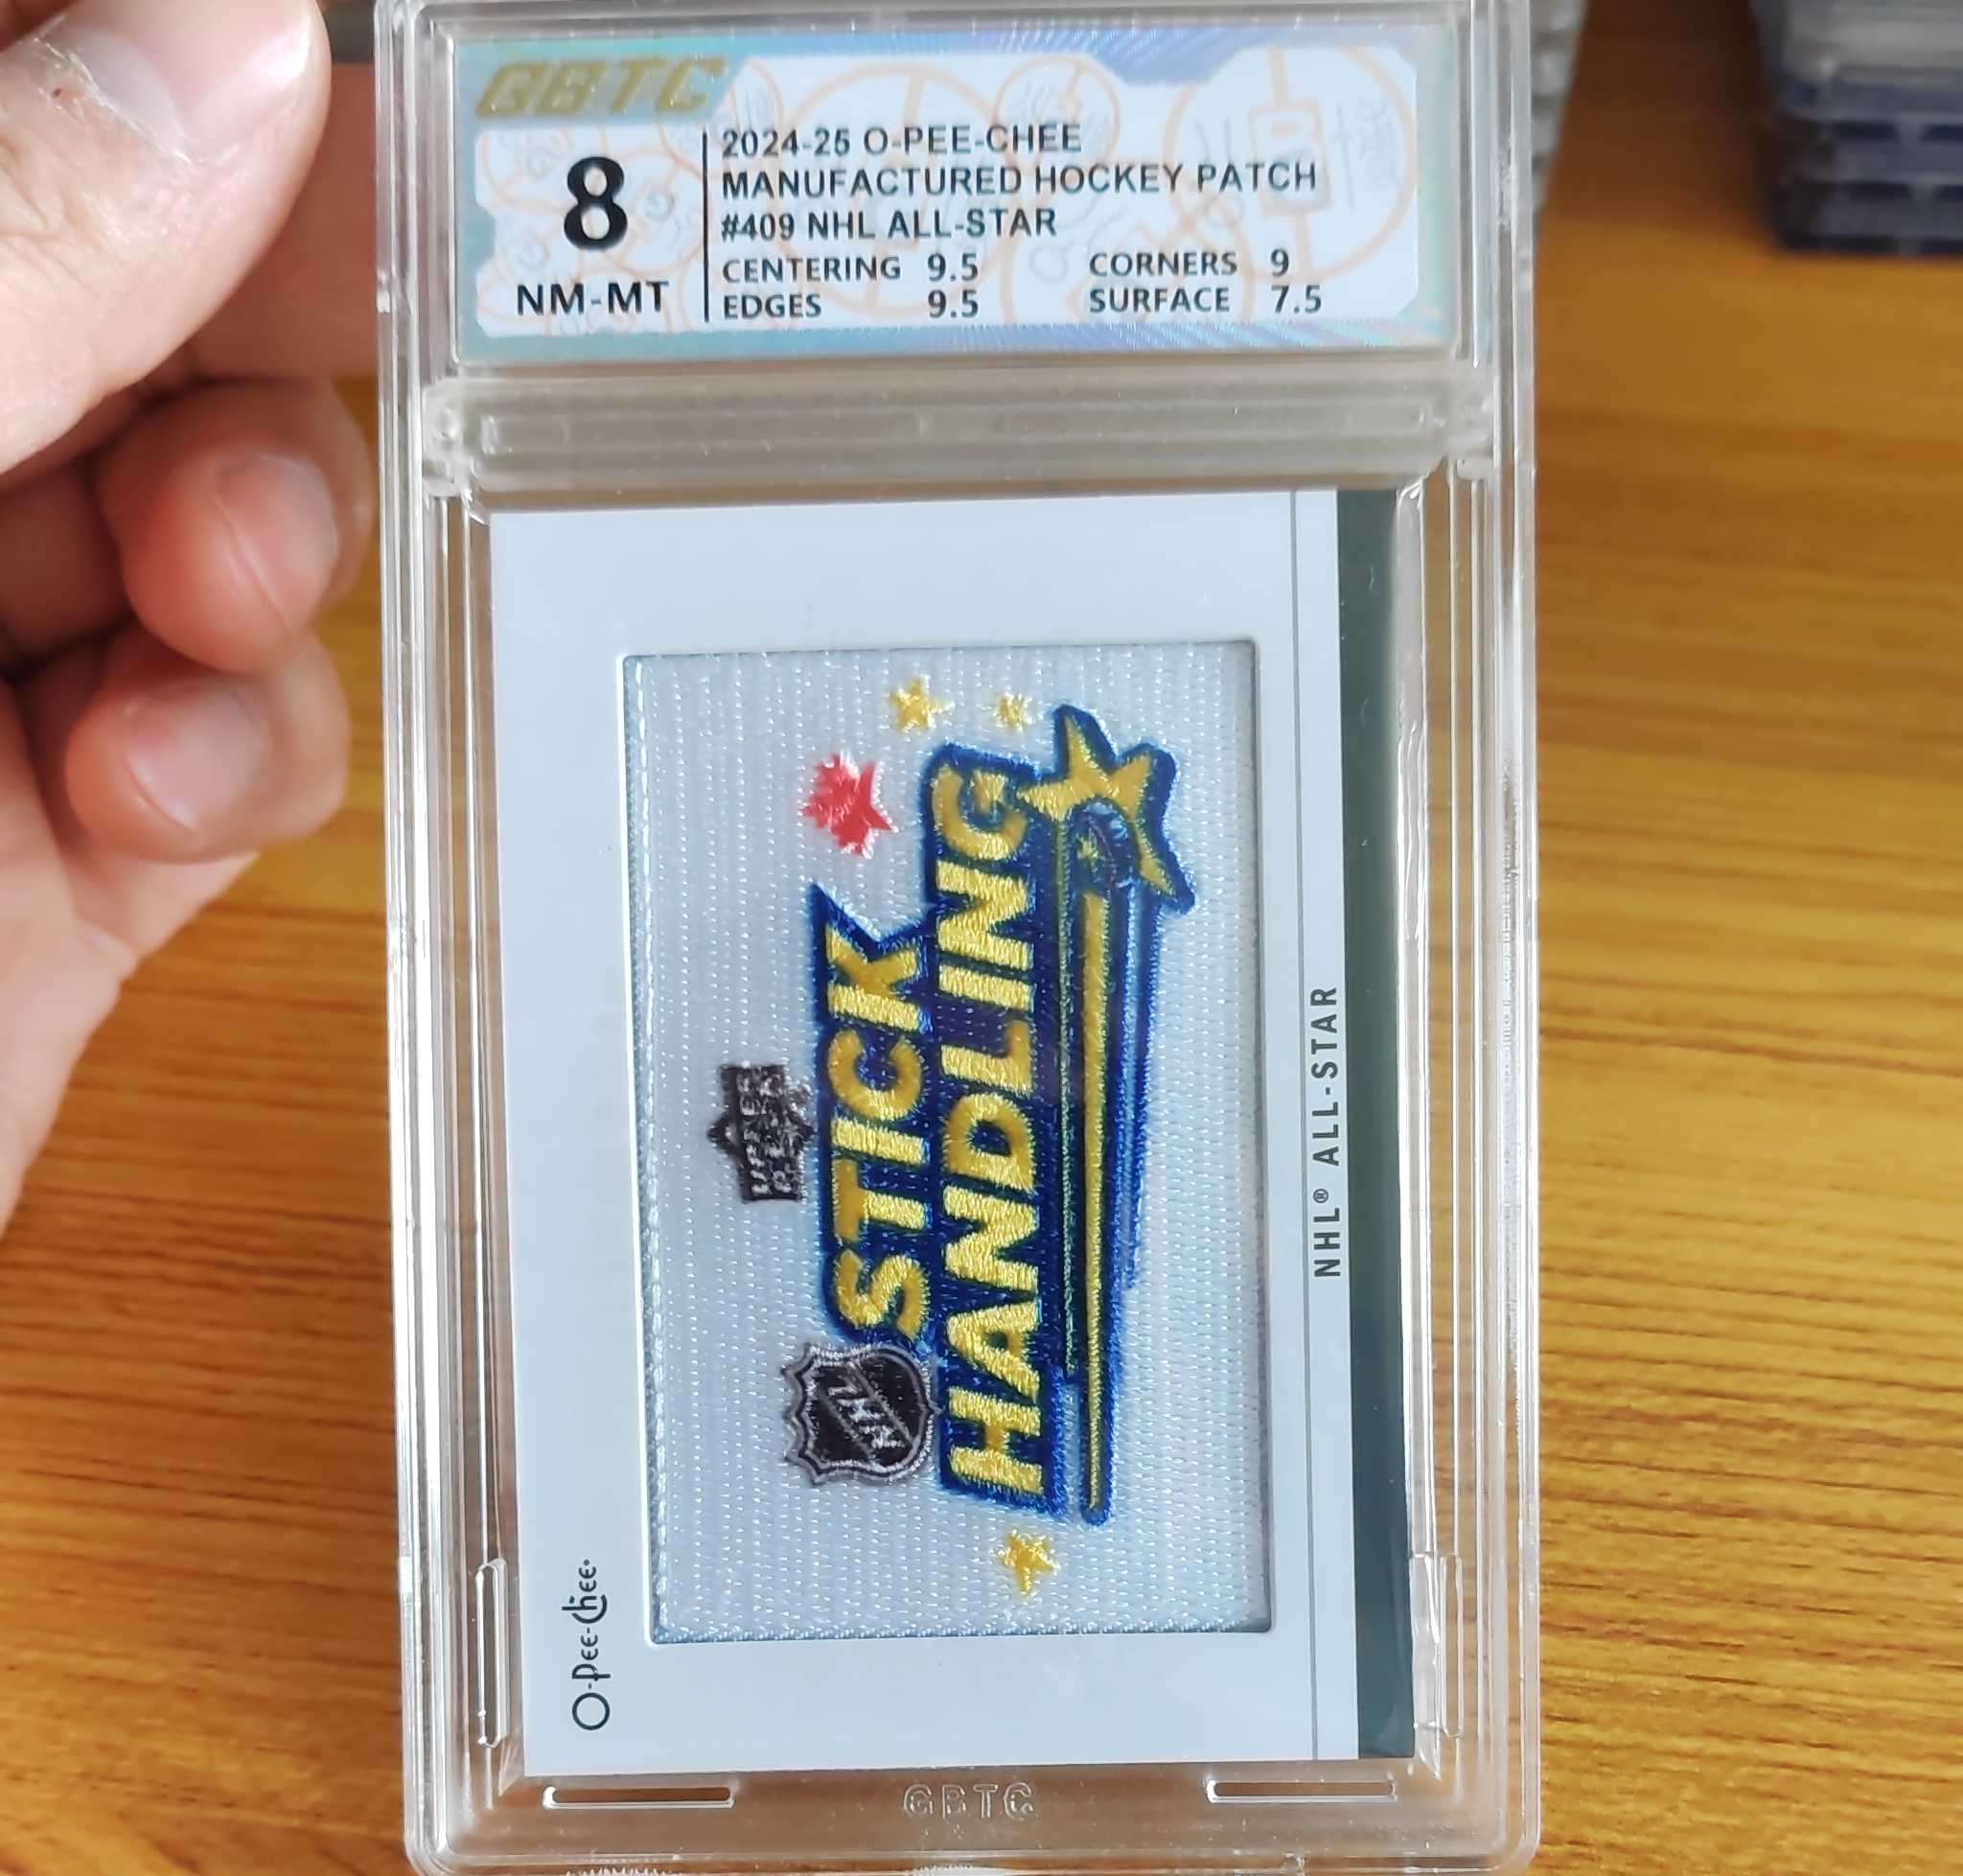 GBTC
8
NM-MT
2024-25 O-PEE-CHEE
MANUFACTURED HOCKEY PATCH
#409 NHL ALL-STAR
CENTERING 9.5 CORNERS 9
EDGES 9.5 SURFACE 7.5
UPPER DECK
NHL
STICK
HANDLING
NHL® ALL-STAR
O-Pee-Chee
GBTC